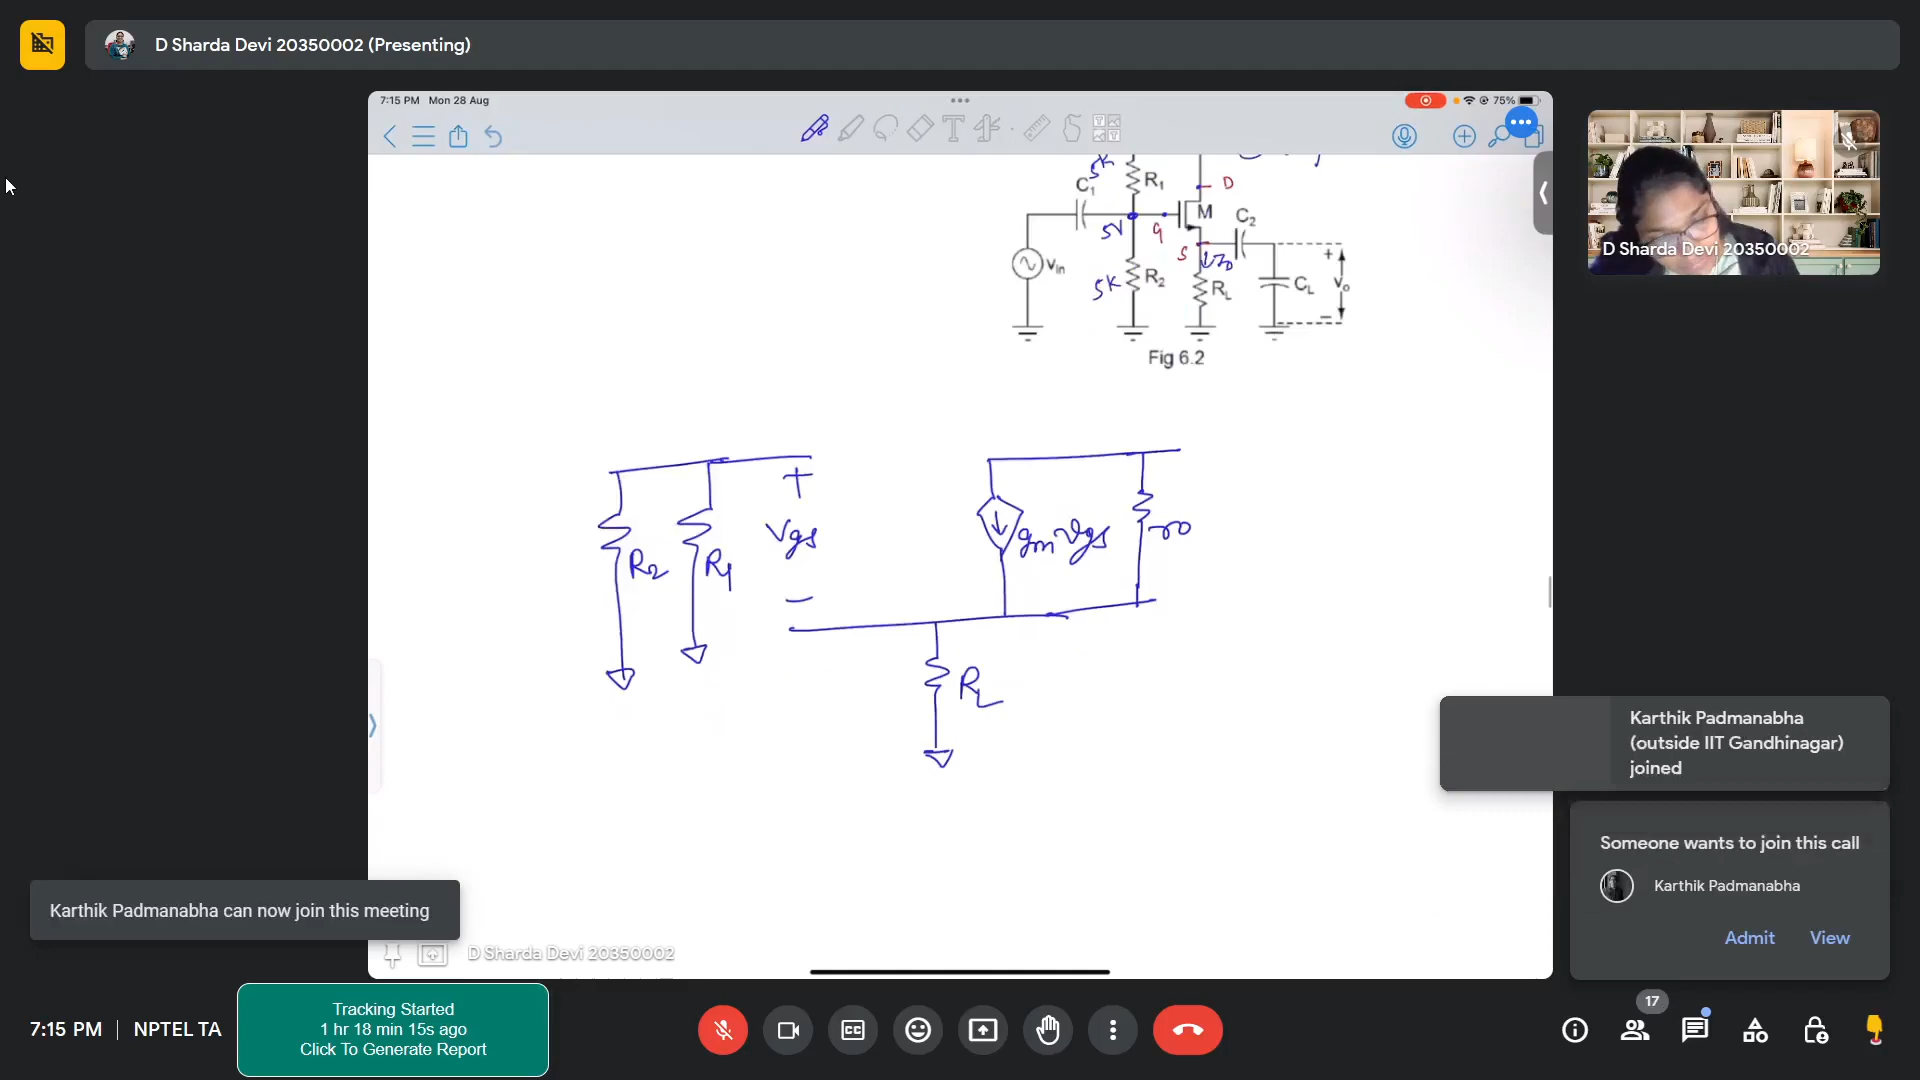 D Sharda Devi 20350002 (Presenting)
7:15 PM Mon 28 Aug
75%
5K
R1
D
C1
M
C2
5V
G
S
I0
Vin
5K
R2
RL
CL
+
Vo
−
Fig 6.2
D Sharda Devi 20350002
+
Vgs
−
R2
R1
gmVgs
ro
RL
Karthik Padmanabha
(outside IIT Gandhinagar)
joined
Someone wants to join this call
Karthik Padmanabha
Admit View
Karthik Padmanabha can now join this meeting
D Sharda Devi 20350002
7:15 PM | NPTEL TA
Tracking Started
1 hr 18 min 15s ago
Click To Generate Report
CC
17